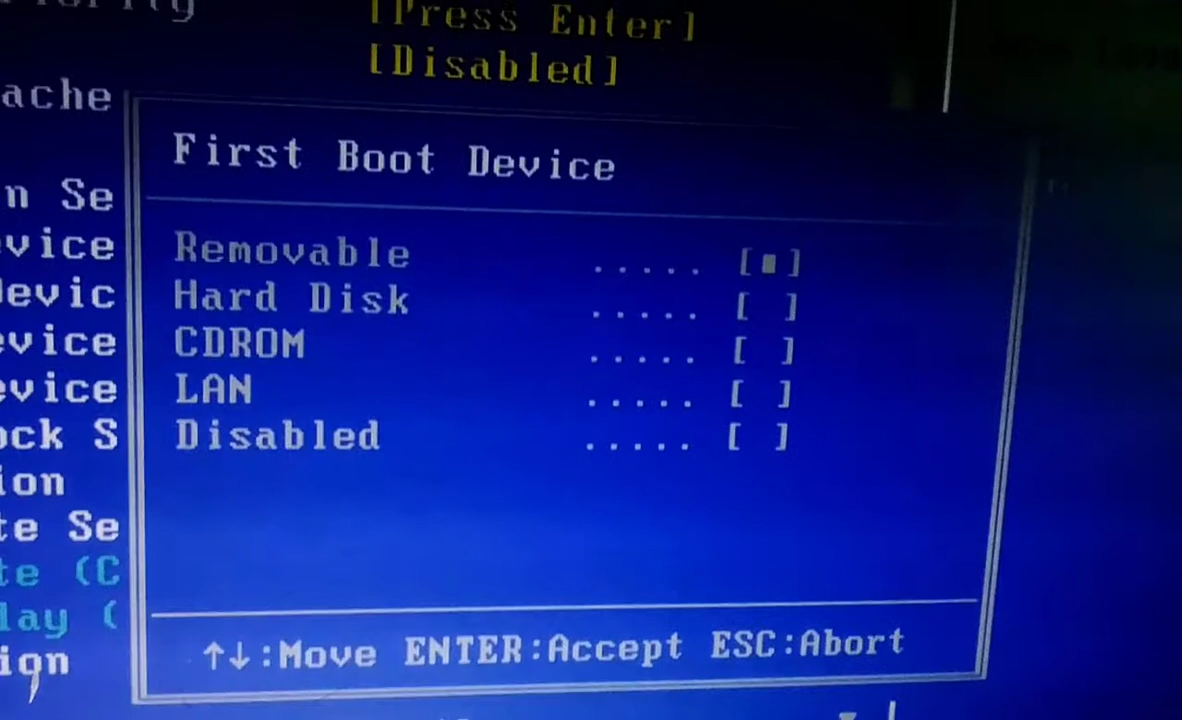 [Press Enter]
[Disabled]
ache
First Boot Device
n Se
vice
Removable ..... [▪]
devic
Hard Disk ..... [ ]
evice
CDROM ..... [ ]
evice
LAN ..... [ ]
ock S
Disabled ..... [ ]
ion
te Se
te (C
lay (
ign
↑↓:Move ENTER:Accept ESC:Abort